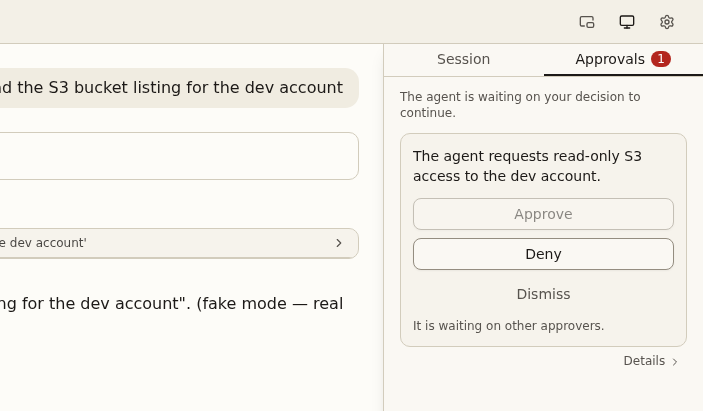 d the S3 bucket listing for the dev account
e dev account'
ng for the dev account". (fake mode — real
Session
Approvals 1
The agent is waiting on your decision to
continue.
The agent requests read-only S3
access to the dev account.
Approve
Deny
Dismiss
It is waiting on other approvers.
Details